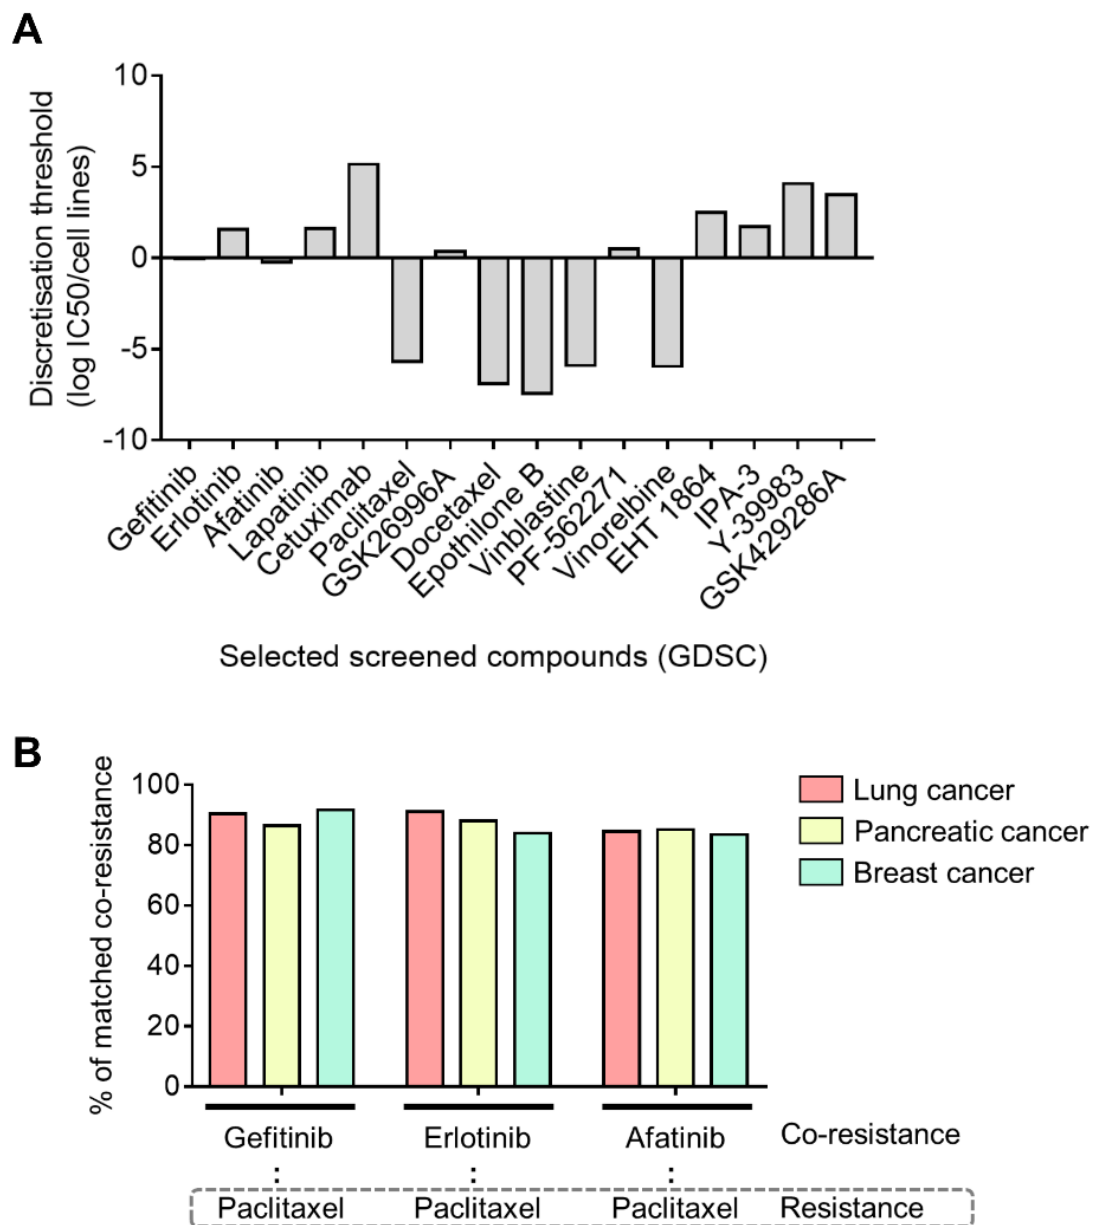 A
Discretisation threshold
(log IC50/cell lines)
10
5
0
-5
-10
Gefitinib
Erlotinib
Afatinib
Lapatinib
Cetuximab
Paclitaxel
GSK26996A
Docetaxel
Epothilone B
Vinblastine
PF-562271
Vinorelbine
EHT 1864
IPA-3
Y-39983
GSK429286A
Selected screened compounds (GDSC)
B
% of matched co-resistance
100
80
60
40
20
0
Lung cancer
Pancreatic cancer
Breast cancer
Gefitinib Erlotinib Afatinib Co-resistance
: : :
Paclitaxel Paclitaxel Paclitaxel Resistance